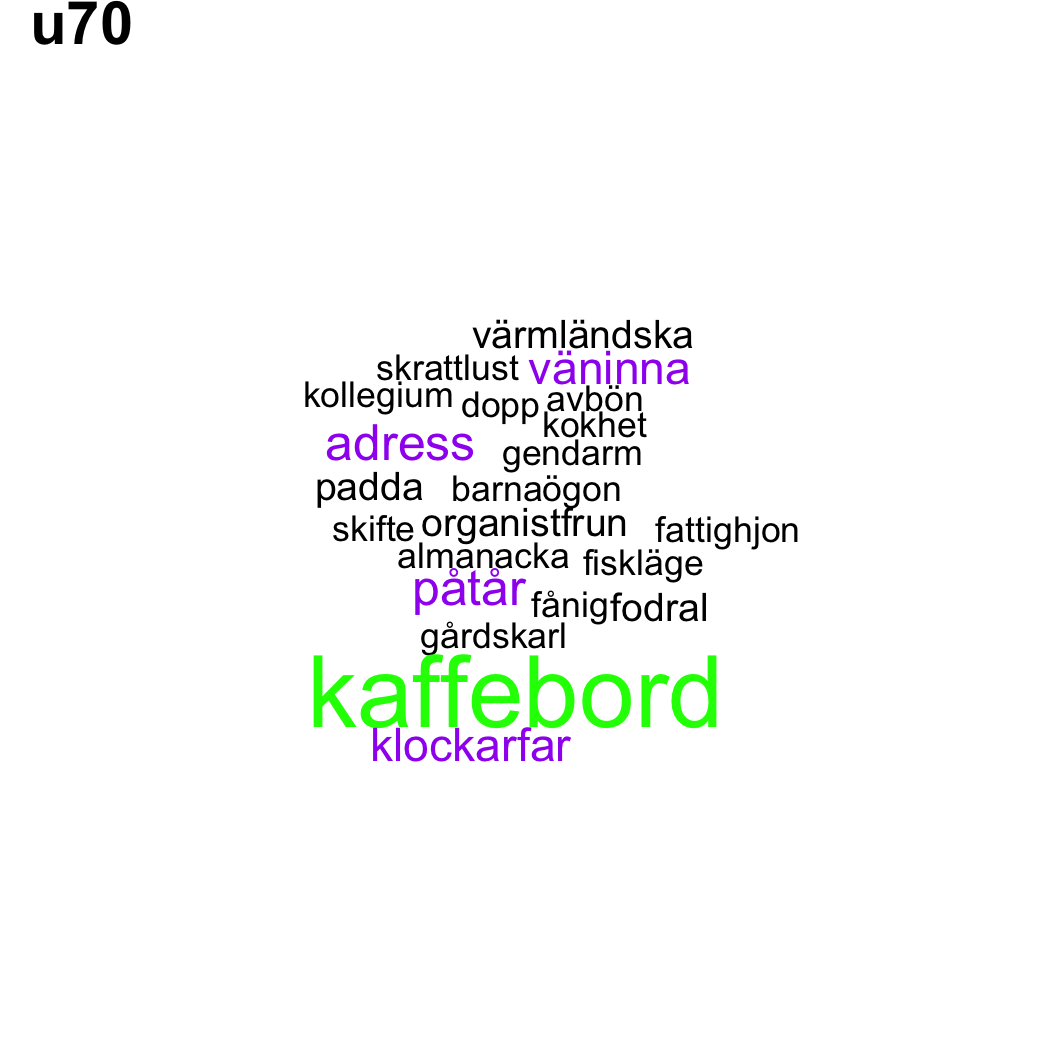 u70
värmländska
skrattlust väninna
kollegium dopp avbön
kokhet
adress gendarm
padda barnaögon
skifte organistfrun fattighjon
almanacka fiskläge
påtår fånig fodral
gårdskarl
kaffebord
klockarfar